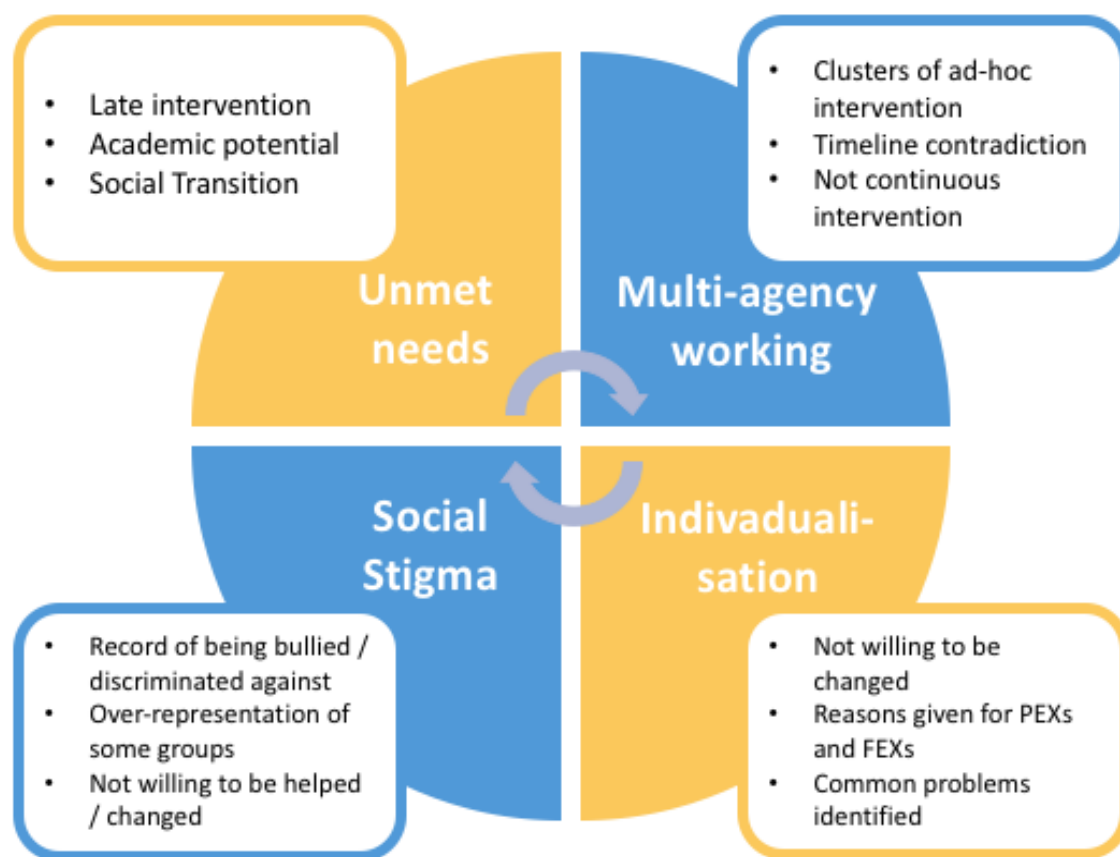 • Late intervention
• Academic potential
• Social Transition
Unmet
needs
• Clusters of ad-hoc
intervention
• Timeline contradiction
• Not continuous
intervention
Multi-agency
working
Social
Stigma
• Record of being bullied /
discriminated against
• Over-representation of
some groups
• Not willing to be helped
/ changed
Indivaduali-
sation
• Not willing to be
changed
• Reasons given for PEXs
and FEXs
• Common problems
identified